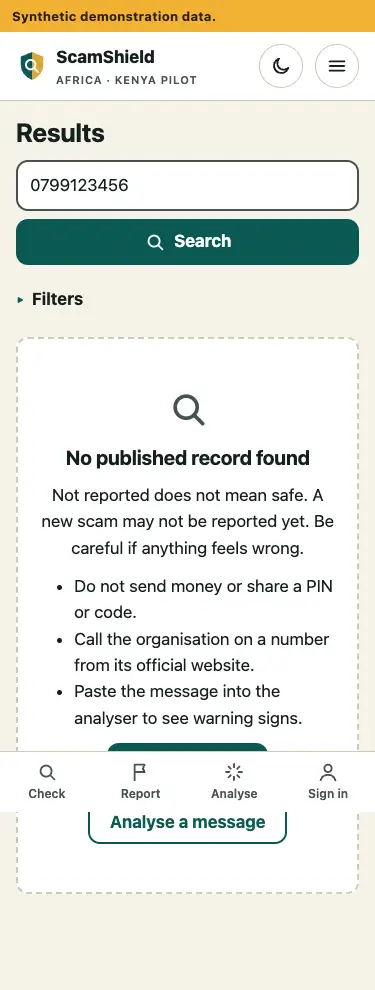 Synthetic demonstration data.
ScamShield
AFRICA · KENYA PILOT
Results
0799123456
Search
Filters
No published record found
Not reported does not mean safe. A
new scam may not be reported yet. Be
careful if anything feels wrong.
• Do not send money or share a PIN
or code.
• Call the organisation on a number
from its official website.
• Paste the message into the
analyser to see warning signs.
Check
Report
Analyse
Sign in
Analyse a message